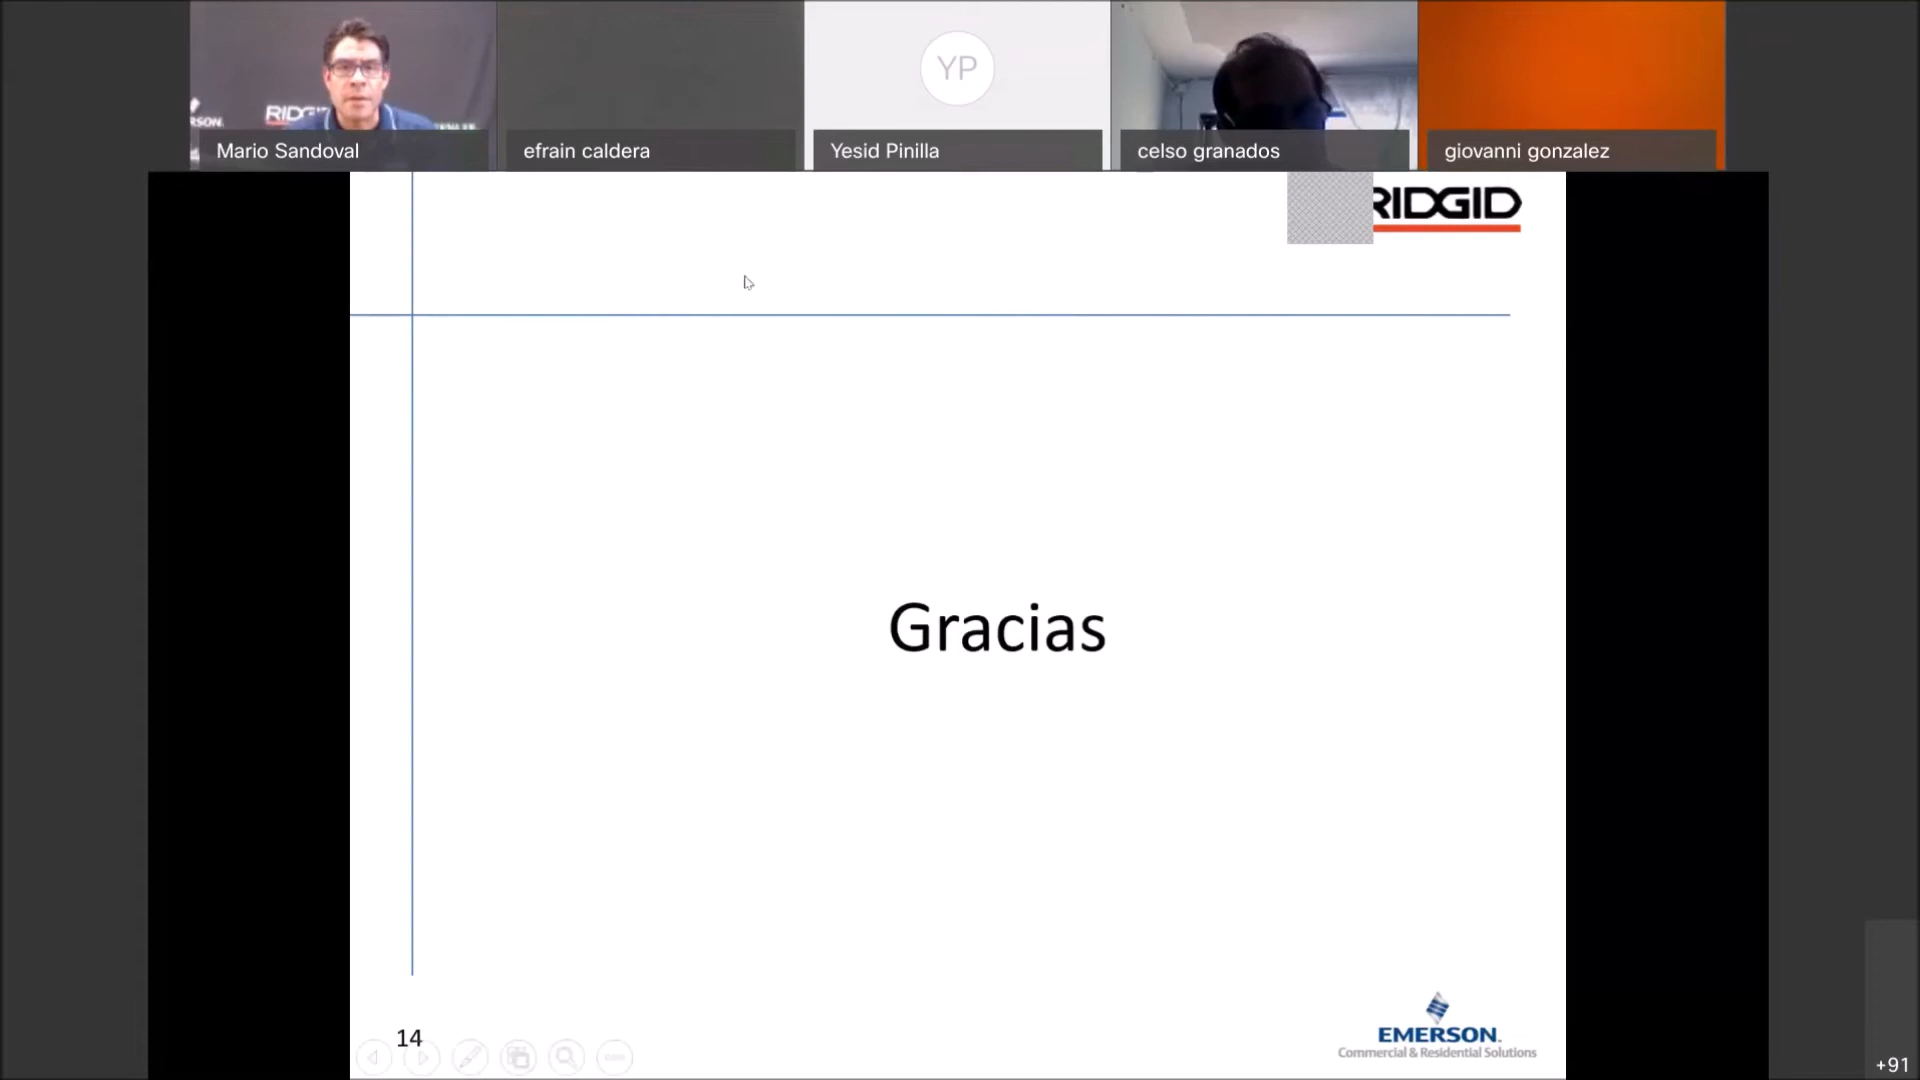 RIDGID
Mario Sandoval
efrain caldera
YP
Yesid Pinilla
celso granados
giovanni gonzalez
RIDGID
Gracias
14
EMERSON.
Commercial & Residential Solutions
+91